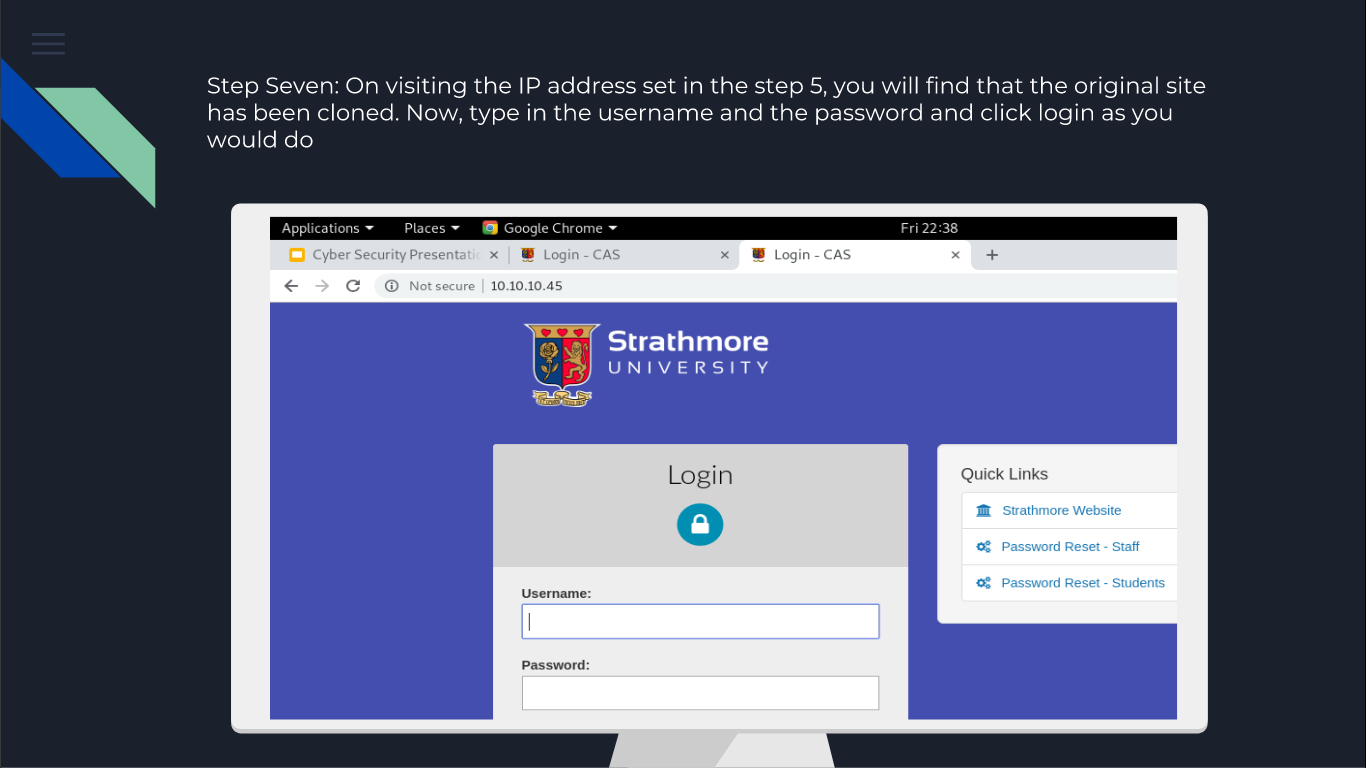 Step Seven: On visiting the IP address set in the step 5, you will find that the original site
has been cloned. Now, type in the username and the password and click login as you
would do
Applications Places Google Chrome Fri 22:38
Cyber Security Presentatio Login - CAS Login - CAS
Not secure 10.10.10.45
Strathmore
UNIVERSITY
Login
Username:
Password:
Quick Links
Strathmore Website
Password Reset - Staff
Password Reset - Students